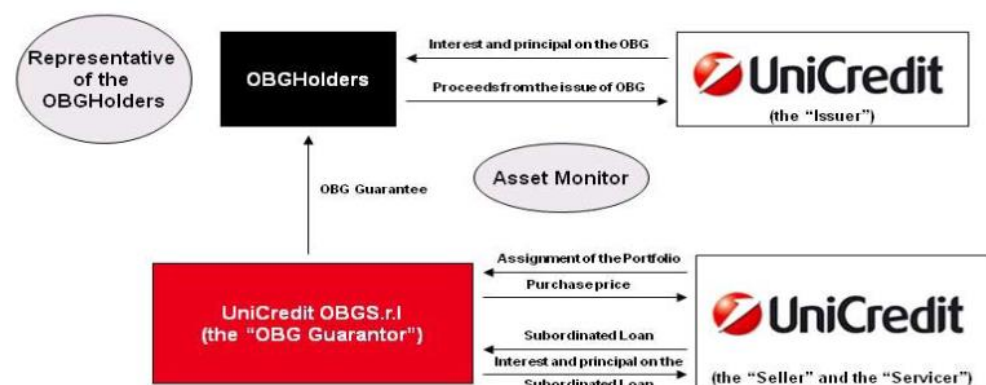 Representative
of the
OBGHolders
OBGHolders
Interest and principal on the OBG
Proceeds from the issue of OBG
UniCredit
(the “Issuer”)
OBG Guarantee
Asset Monitor
UniCredit OBGS.r.l
(the “OBG Guarantor”)
Assignment of the Portfolio
Purchase price
Subordinated Loan
Interest and principal on the
Subordinated Loan
UniCredit
(the “Seller” and the “Servicer”)